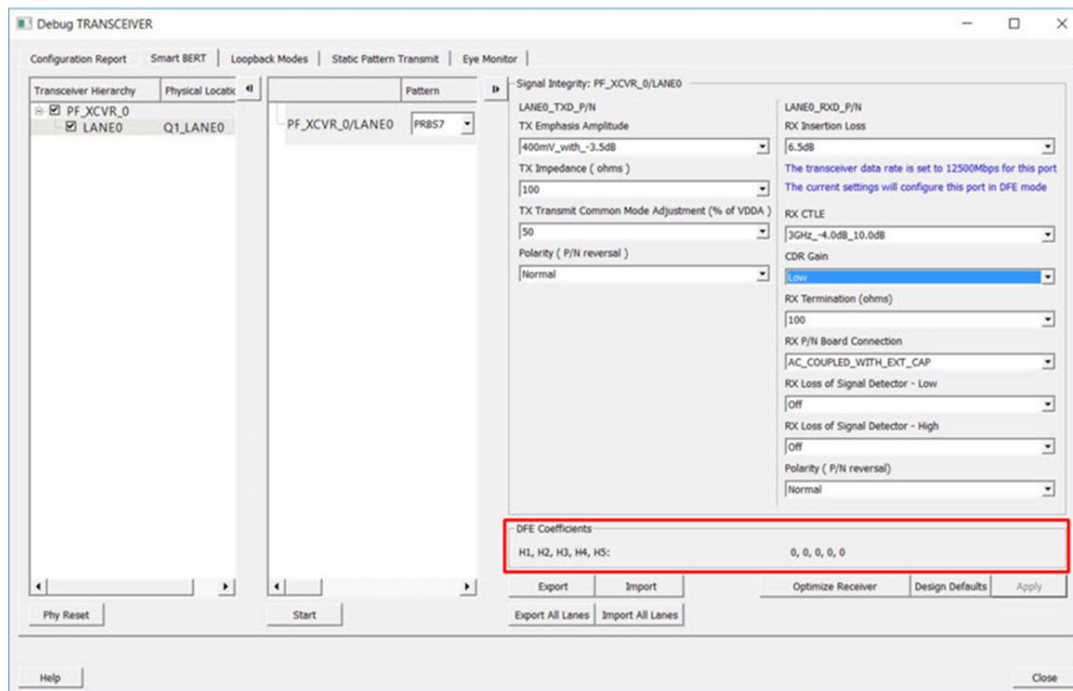 Debug TRANSCEIVER
Configuration Report Smart BERT Loopback Modes Static Pattern Transmit Eye Monitor
Transceiver Hierarchy Physical Locatic
PF_XCVR_0
LANE0 Q1_LANE0
Pattern
PF_XCVR_0/LANE0 PRBS7
Signal Integrity: PF_XCVR_0/LANE0
LANE0_TXD_P/N
TX Emphasis Amplitude
400mV_with_-3.5dB
TX Impedance ( ohms )
100
TX Transmit Common Mode Adjustment (% of VDDA )
50
Polarity ( P/N reversal )
Normal
LANE0_RXD_P/N
RX Insertion Loss
6.5dB
The transceiver data rate is set to 12500Mbps for this port
The current settings will configure this port in DFE mode
RX CTLE
3GHz_-4.0dB_10.0dB
CDR Gain
Low
RX Termination (ohms)
100
RX P/N Board Connection
AC_COUPLED_WITH_EXT_CAP
RX Loss of Signal Detector - Low
Off
RX Loss of Signal Detector - High
Off
Polarity ( P/N reversal)
Normal
DFE Coefficients
H1, H2, H3, H4, H5: 0, 0, 0, 0, 0
Export Import Optimize Receiver Design Defaults Apply
Phy Reset Start Export All Lanes Import All Lanes
Help Close